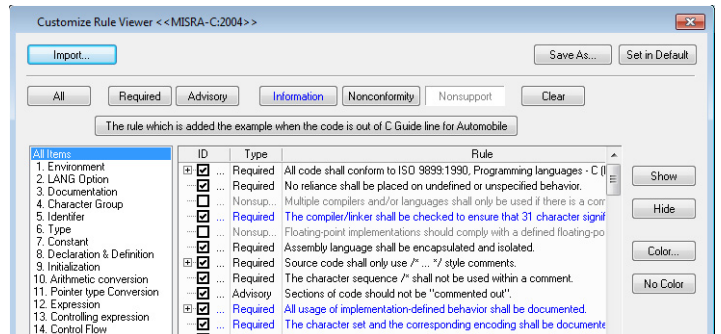 Customize Rule Viewer <<MISRA-C:2004>>
Import... Save As... Set in Default
All Required Advisory Information Nonconformity Nonsupport Clear
The rule which is added the example when the code is out of C Guide line for Automobile
All Items
1. Environment
2. LANG Option
3. Documentation
4. Character Group
5. Identifer
6. Type
7. Constant
8. Declaration & Definition
9. Initialization
10. Arithmetic conversion
11. Pointer type Conversion
12. Expression
13. Controlling expression
14. Control Flow
ID Type Rule
... Required All code shall conform to ISO 9899:1990, Programming languages - C (
... Required No reliance shall be placed on undefined or unspecified behavior.
... Nonsup... Multiple compilers and/or languages shall only be used if there is a com
... Required The compiler/linker shall be checked to ensure that 31 character signif
... Nonsup... Floating-point implementations should comply with a defined floating-po
... Required Assembly language shall be encapsulated and isolated.
... Required Source code shall only use /* ... */ style comments.
... Required The character sequence /* shall not be used within a comment.
... Advisory Sections of code should not be "commented out".
... Required All usage of implementation-defined behavior shall be documented.
... Required The character set and the corresponding encoding shall be documente
Show
Hide
Color...
No Color